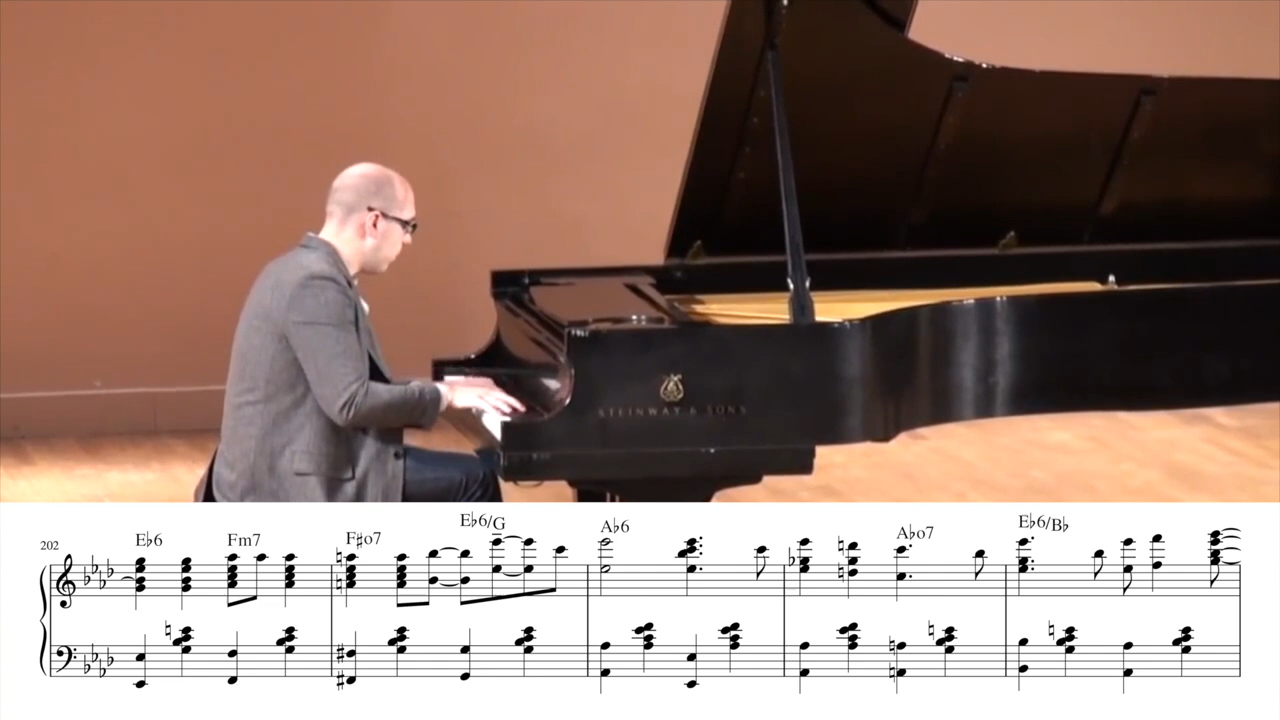 STEINWAY & SONS
E♭6/G
A♭6
E♭6/B♭
E♭6 Fm7 F♯o7 A♭o7
202